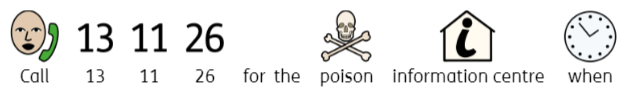 13 11 26
Call 13 11 26 for the poison information centre when